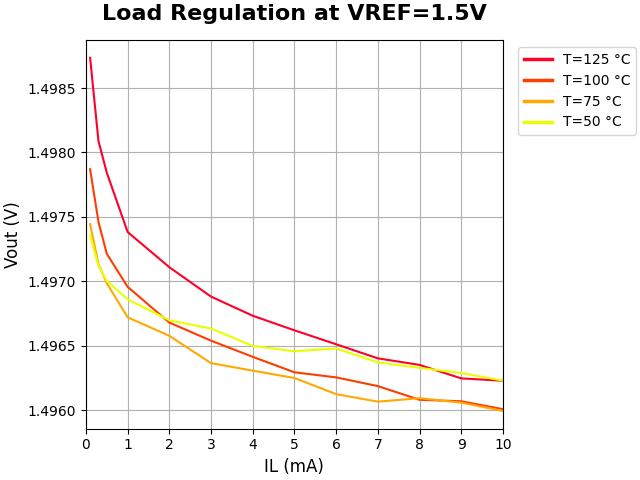 Load Regulation at VREF=1.5V
Vout (V)
1.4985
1.4980
1.4975
1.4970
1.4965
1.4960
0 1 2 3 4 5 6 7 8 9 10
IL (mA)
T=125 °C
T=100 °C
T=75 °C
T=50 °C